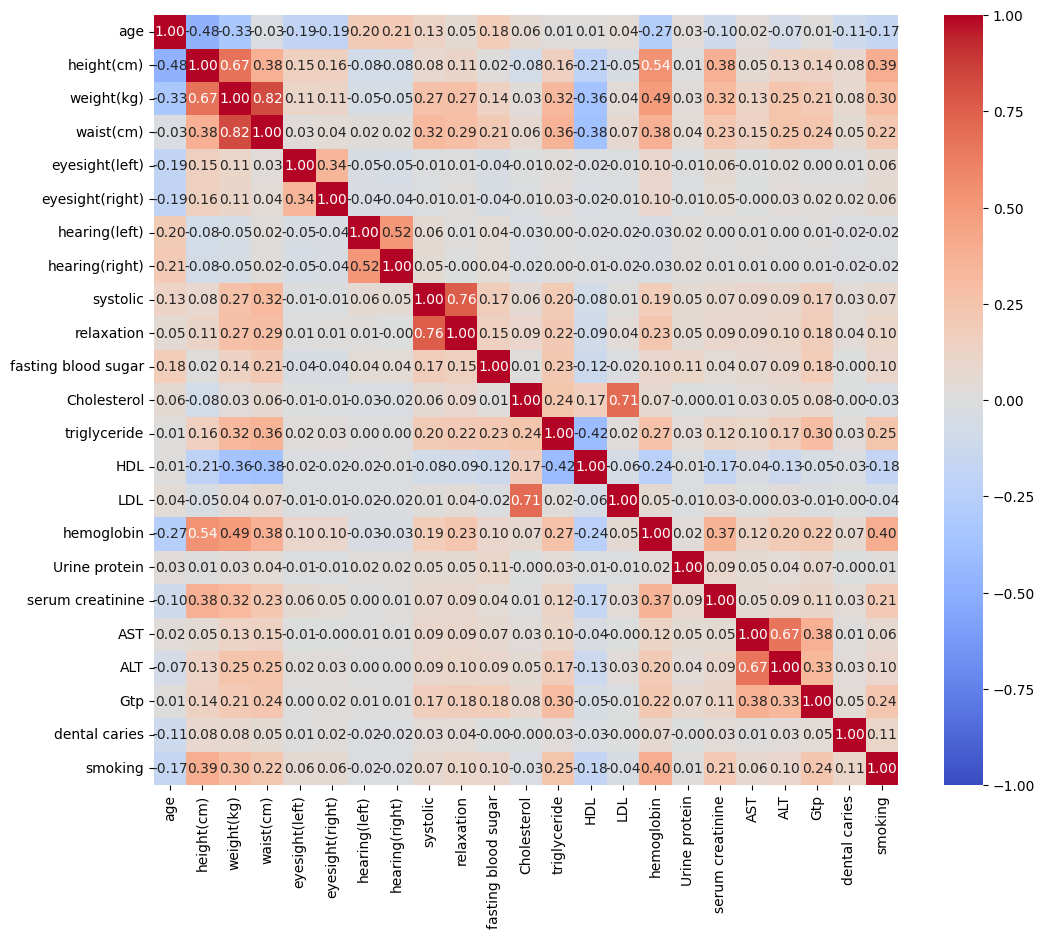 age 1.00 -0.48 -0.33 -0.03 -0.19 -0.19 0.20 0.21 0.13 0.05 0.18 0.06 0.01 0.01 0.04 -0.27 0.03 -0.10 0.02 -0.07 0.01 -0.11 -0.17
height(cm) -0.48 1.00 0.67 0.38 0.15 0.16 -0.08 -0.08 0.08 0.11 0.02 -0.08 0.16 -0.21 -0.05 0.54 0.01 0.38 0.05 0.13 0.14 0.08 0.39
weight(kg) -0.33 0.67 1.00 0.82 0.11 0.11 -0.05 -0.05 0.27 0.27 0.14 0.03 0.32 -0.36 0.04 0.49 0.03 0.32 0.13 0.25 0.21 0.08 0.30
waist(cm) -0.03 0.38 0.82 1.00 0.03 0.04 0.02 0.02 0.32 0.29 0.21 0.06 0.36 -0.38 0.07 0.38 0.04 0.23 0.15 0.25 0.24 0.05 0.22
eyesight(left) -0.19 0.15 0.11 0.03 1.00 0.34 -0.05 -0.05 -0.01 0.01 -0.04 -0.01 0.02 -0.02 -0.01 0.10 -0.01 0.06 -0.01 0.02 0.00 0.01 0.06
eyesight(right) -0.19 0.16 0.11 0.04 0.34 1.00 -0.04 -0.04 -0.01 0.01 -0.04 -0.01 0.03 -0.02 -0.01 0.10 -0.01 0.05 -0.00 0.03 0.02 0.02 0.06
hearing(left) 0.20 -0.08 -0.05 0.02 -0.05 -0.04 1.00 0.52 0.06 0.01 0.04 -0.03 0.00 -0.02 -0.02 -0.03 0.02 0.00 0.01 0.00 0.01 -0.02 -0.02
hearing(right) 0.21 -0.08 -0.05 0.02 -0.05 -0.04 0.52 1.00 0.05 -0.00 0.04 -0.02 0.00 -0.01 -0.02 -0.03 0.02 0.01 0.01 0.00 0.01 -0.02 -0.02
systolic 0.13 0.08 0.27 0.32 -0.01 -0.01 0.06 0.05 1.00 0.76 0.17 0.06 0.20 -0.08 0.01 0.19 0.05 0.07 0.09 0.09 0.17 0.03 0.07
relaxation 0.05 0.11 0.27 0.29 0.01 0.01 0.01 -0.00 0.76 1.00 0.15 0.09 0.22 -0.09 0.04 0.23 0.05 0.09 0.09 0.10 0.18 0.04 0.10
fasting blood sugar 0.18 0.02 0.14 0.21 -0.04 -0.04 0.04 0.04 0.17 0.15 1.00 0.01 0.23 -0.12 -0.02 0.10 0.11 0.04 0.07 0.09 0.18 -0.00 0.10
Cholesterol 0.06 -0.08 0.03 0.06 -0.01 -0.01 -0.03 -0.02 0.06 0.09 0.01 1.00 0.24 0.17 0.71 0.07 -0.00 0.01 0.03 0.05 0.08 -0.00 -0.03
triglyceride 0.01 0.16 0.32 0.36 0.02 0.03 0.00 0.00 0.20 0.22 0.23 0.24 1.00 -0.42 0.02 0.27 0.03 0.12 0.10 0.17 0.30 0.03 0.25
HDL 0.01 -0.21 -0.36 -0.38 -0.02 -0.02 -0.02 -0.01 -0.08 -0.09 -0.12 0.17 -0.42 1.00 -0.06 -0.24 -0.01 -0.17 -0.04 -0.13 -0.05 -0.03 -0.18
LDL 0.04 -0.05 0.04 0.07 -0.01 -0.01 -0.02 -0.02 0.01 0.04 -0.02 0.71 0.02 -0.06 1.00 0.05 -0.01 0.03 -0.00 0.03 -0.01 -0.00 -0.04
hemoglobin -0.27 0.54 0.49 0.38 0.10 0.10 -0.03 -0.03 0.19 0.23 0.10 0.07 0.27 -0.24 0.05 1.00 0.02 0.37 0.12 0.20 0.22 0.07 0.40
Urine protein 0.03 0.01 0.03 0.04 -0.01 -0.01 0.02 0.02 0.05 0.05 0.11 -0.00 0.03 -0.01 -0.01 0.02 1.00 0.09 0.05 0.04 0.07 -0.00 0.01
serum creatinine -0.10 0.38 0.32 0.23 0.06 0.05 0.00 0.01 0.07 0.09 0.04 0.01 0.12 -0.17 0.03 0.37 0.09 1.00 0.05 0.09 0.11 0.03 0.21
AST 0.02 0.05 0.13 0.15 -0.01 -0.00 0.01 0.01 0.09 0.09 0.07 0.03 0.10 -0.04 -0.00 0.12 0.05 0.05 1.00 0.67 0.38 0.01 0.06
ALT -0.07 0.13 0.25 0.25 0.02 0.03 0.00 0.00 0.09 0.10 0.09 0.05 0.17 -0.13 0.03 0.20 0.04 0.09 0.67 1.00 0.33 0.03 0.10
Gtp 0.01 0.14 0.21 0.24 0.00 0.02 0.01 0.01 0.17 0.18 0.18 0.08 0.30 -0.05 -0.01 0.22 0.07 0.11 0.38 0.33 1.00 0.05 0.24
dental caries -0.11 0.08 0.08 0.05 0.01 0.02 -0.02 -0.02 0.03 0.04 -0.00 -0.00 0.03 -0.03 -0.00 0.07 -0.00 0.03 0.01 0.03 0.05 1.00 0.11
smoking -0.17 0.39 0.30 0.22 0.06 0.06 -0.02 -0.02 0.07 0.10 0.10 -0.03 0.25 -0.18 -0.04 0.40 0.01 0.21 0.06 0.10 0.24 0.11 1.00
age height(cm) weight(kg) waist(cm) eyesight(left) eyesight(right) hearing(left) hearing(right) systolic relaxation fasting blood sugar Cholesterol triglyceride HDL LDL hemoglobin Urine protein serum creatinine AST ALT Gtp dental caries smoking
1.00
0.75
0.50
0.25
0.00
−0.25
−0.50
−0.75
−1.00